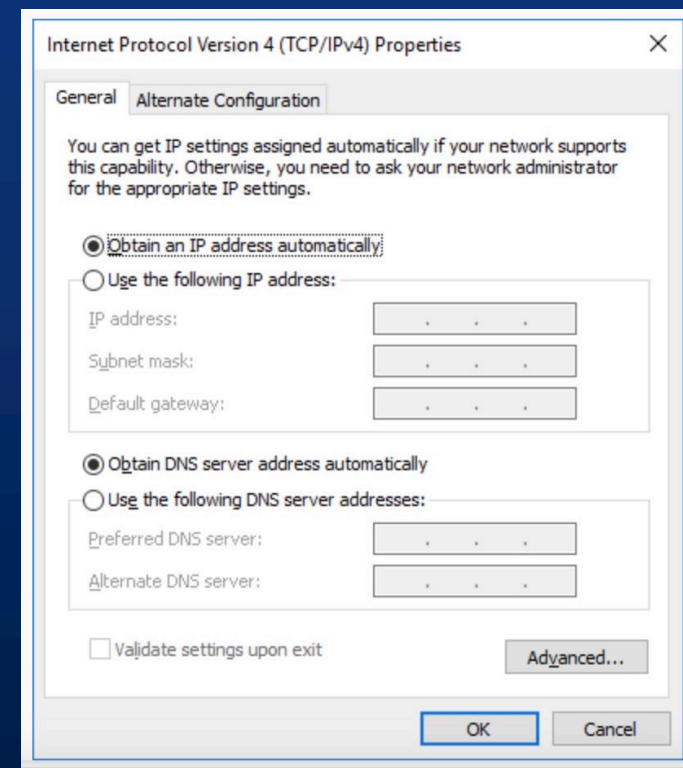 Internet Protocol Version 4 (TCP/IPv4) Properties
General
Alternate Configuration
You can get IP settings assigned automatically if your network supports
this capability. Otherwise, you need to ask your network administrator
for the appropriate IP settings.
Obtain an IP address automatically
Use the following IP address:
IP address:
. . .
Subnet mask:
. . .
Default gateway:
. . .
Obtain DNS server address automatically
Use the following DNS server addresses:
Preferred DNS server:
. . .
Alternate DNS server:
. . .
Validate settings upon exit
Advanced...
OK
Cancel